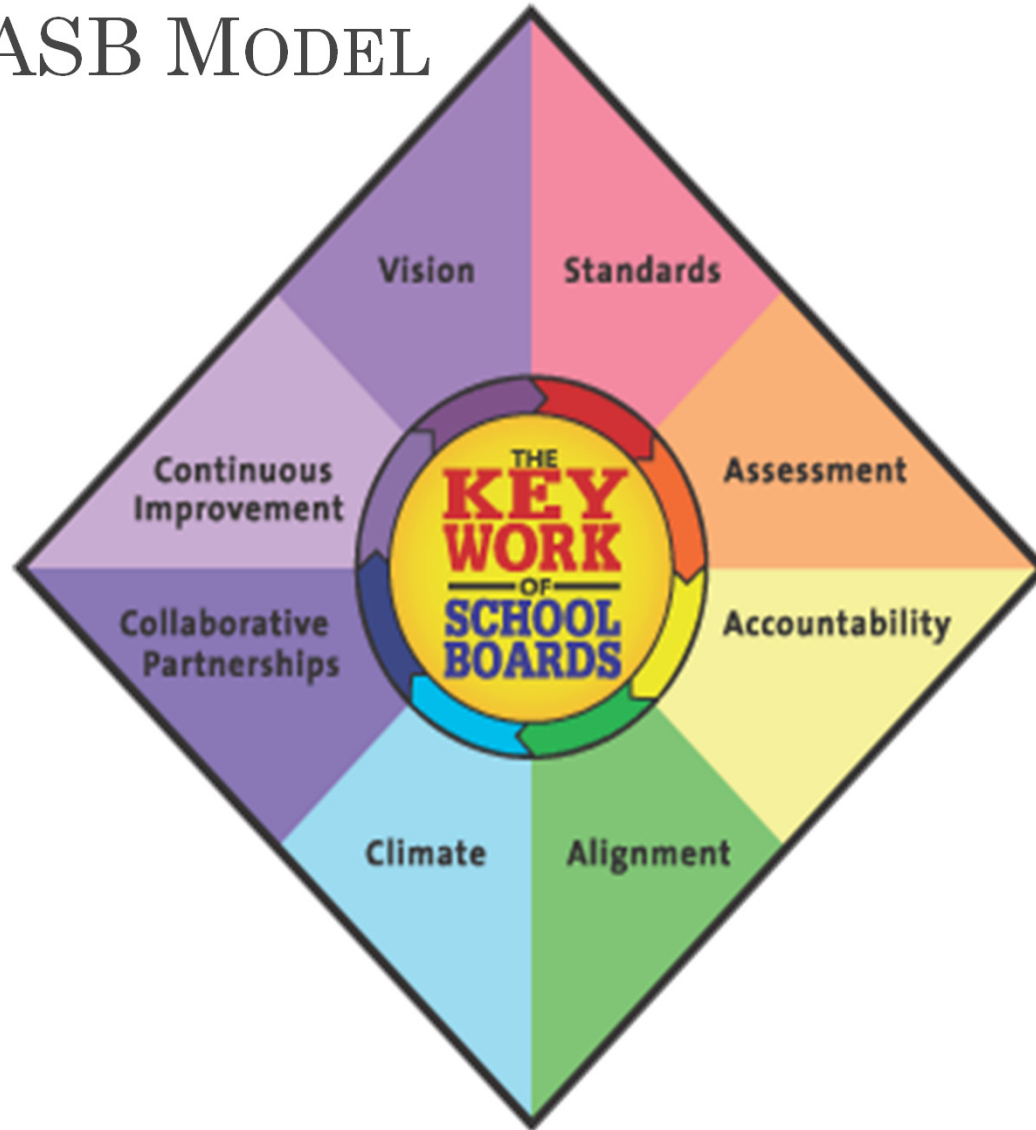 ASB MODEL
Vision
Standards
Continuous
Improvement
Assessment
THE
KEY
WORK
OF
SCHOOL
BOARDS
Collaborative
Partnerships
Accountability
Climate
Alignment